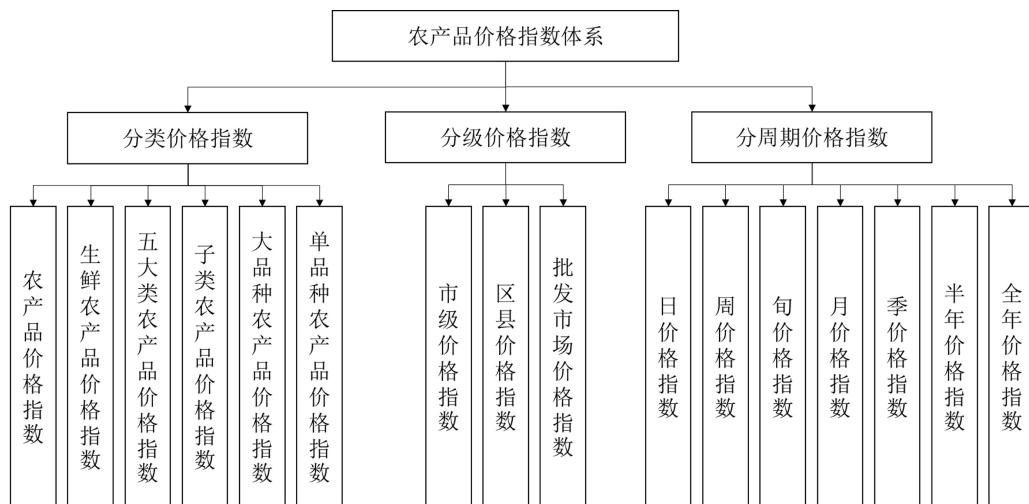 农产品价格指数体系
分类价格指数
分级价格指数
分周期价格指数
农产品价格指数
生鲜农产品价格指数
五大类农产品价格指数
子类农产品价格指数
大品种农产品价格指数
单品种农产品价格指数
市级价格指数
区县价格指数
批发市场价格指数
日价格指数
周价格指数
旬价格指数
月价格指数
季价格指数
半年价格指数
全年价格指数